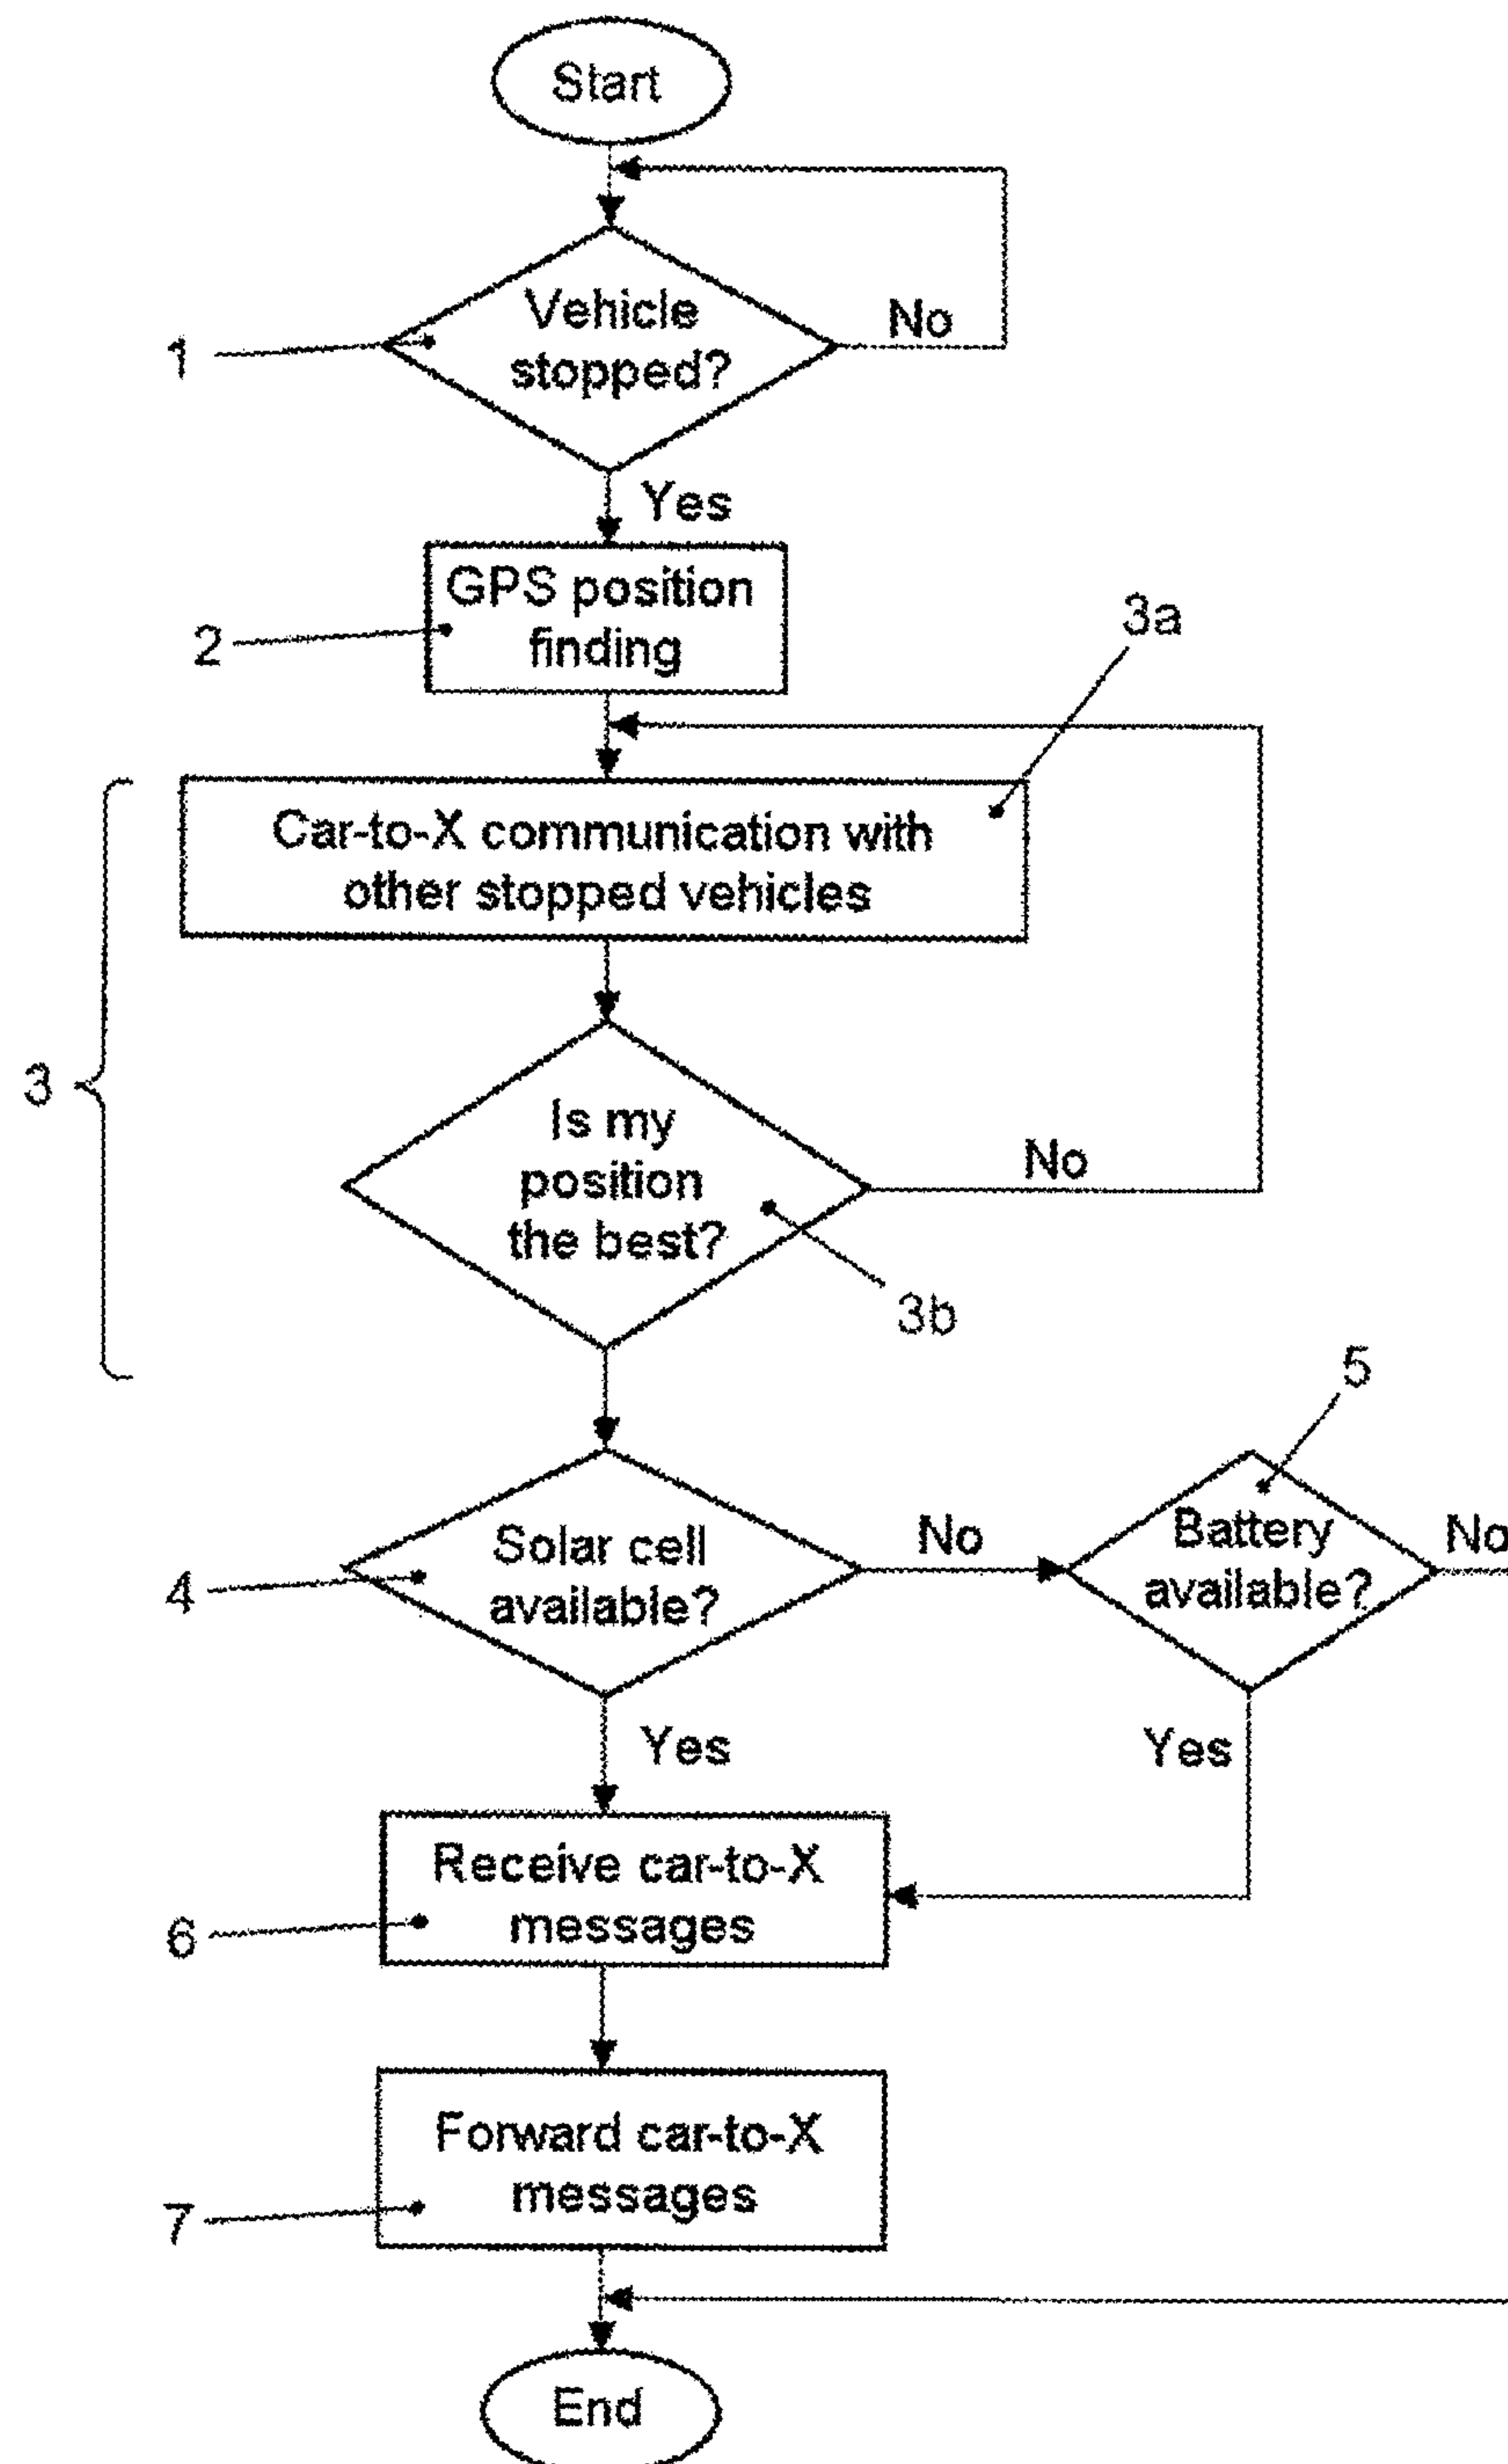 Start
Vehicle
stopped?
No
1
Yes
GPS position
finding
2
3a
Car-to-X communication with
other stopped vehicles
3
Is my
position
the best?
No
3b
5
Solar cell
available?
No
Battery
available?
No
4
Yes
Yes
Receive car-to-X
messages
6
Forward car-to-X
messages
7
End